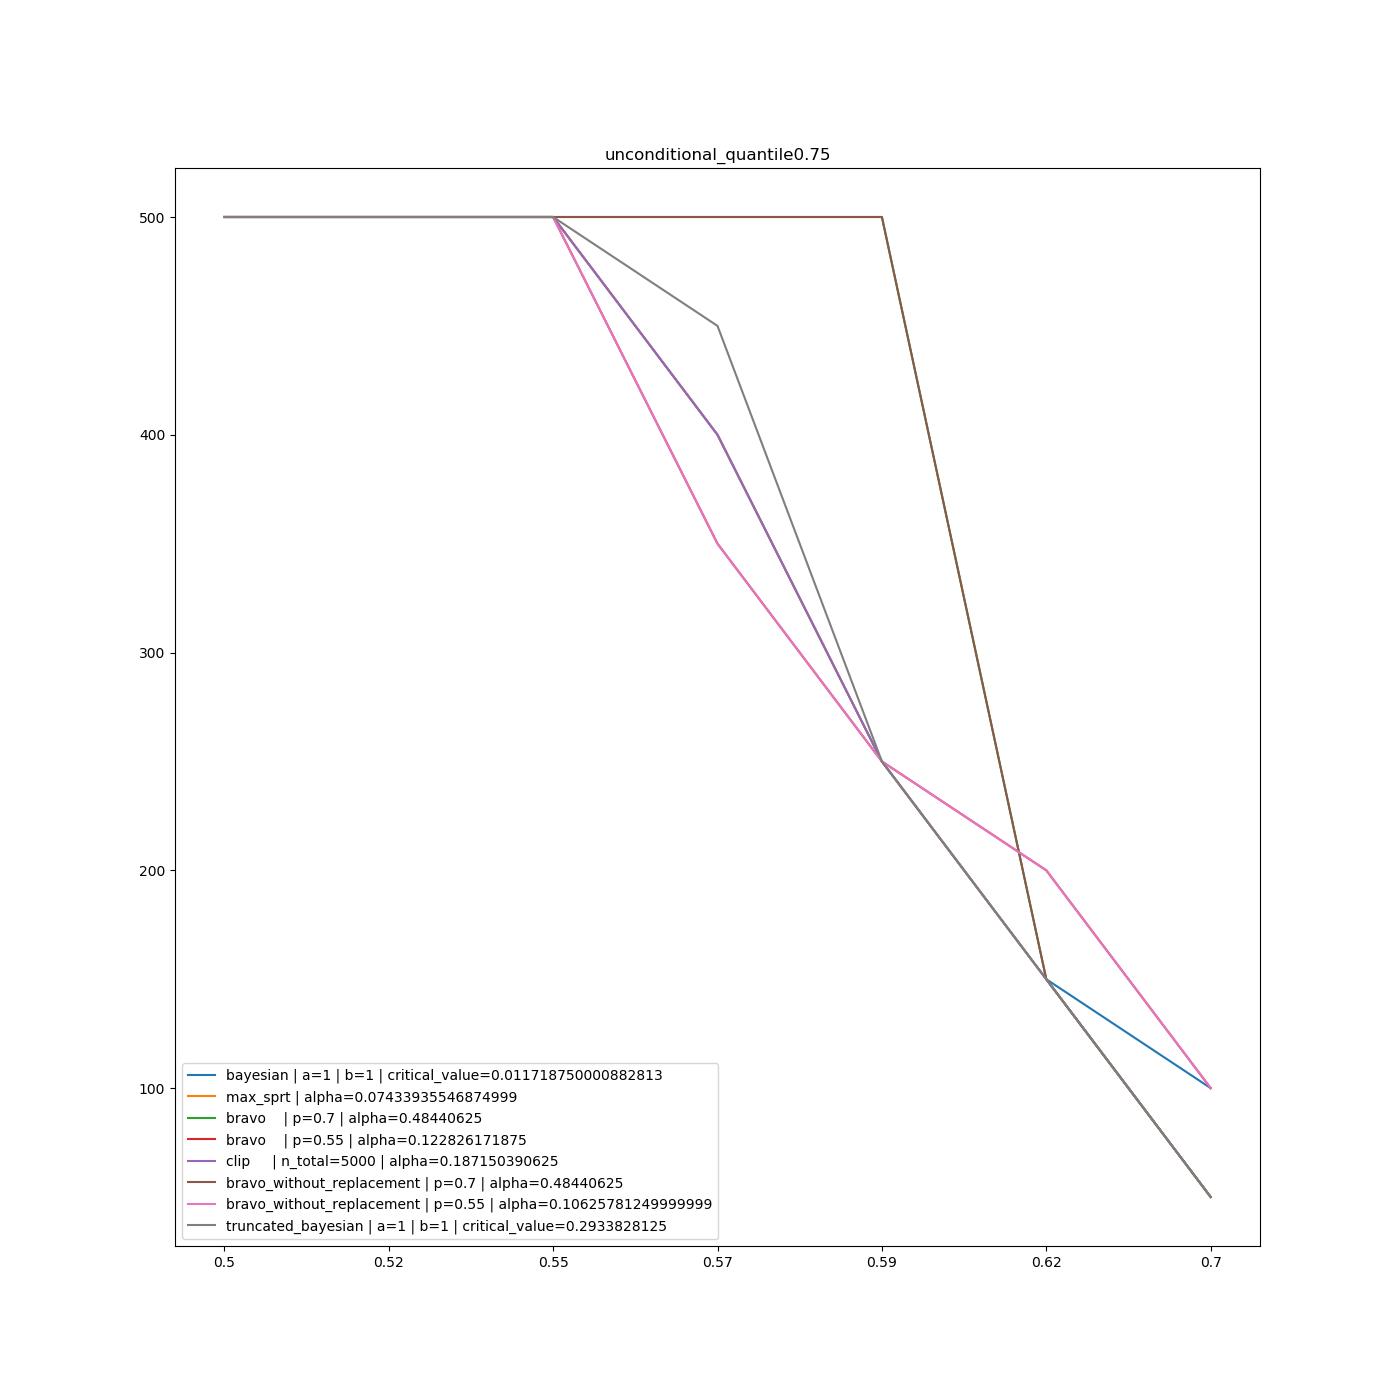 unconditional_quantile0.75
500
400
300
200
100
bayesian | a=1 | b=1 | critical_value=0.011718750000882813
max_sprt | alpha=0.07433935546874999
bravo | p=0.7 | alpha=0.48440625
bravo | p=0.55 | alpha=0.122826171875
clip | n_total=5000 | alpha=0.187150390625
bravo_without_replacement | p=0.7 | alpha=0.48440625
bravo_without_replacement | p=0.55 | alpha=0.10625781249999999
truncated_bayesian | a=1 | b=1 | critical_value=0.2933828125
0.5 0.52 0.55 0.57 0.59 0.62 0.7